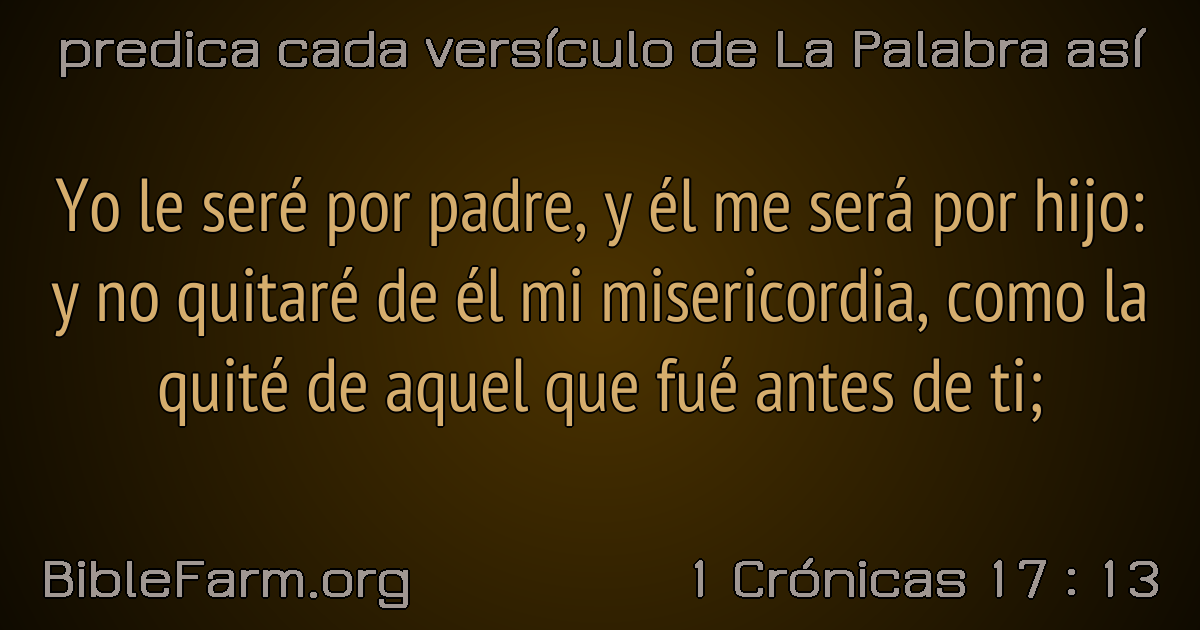 predica cada versículo de La Palabra así
Yo le seré por padre, y él me será por hijo:
y no quitaré de él mi misericordia, como la
quité de aquel que fué antes de ti;
BibleFarm.org
1 Crónicas 17 : 13